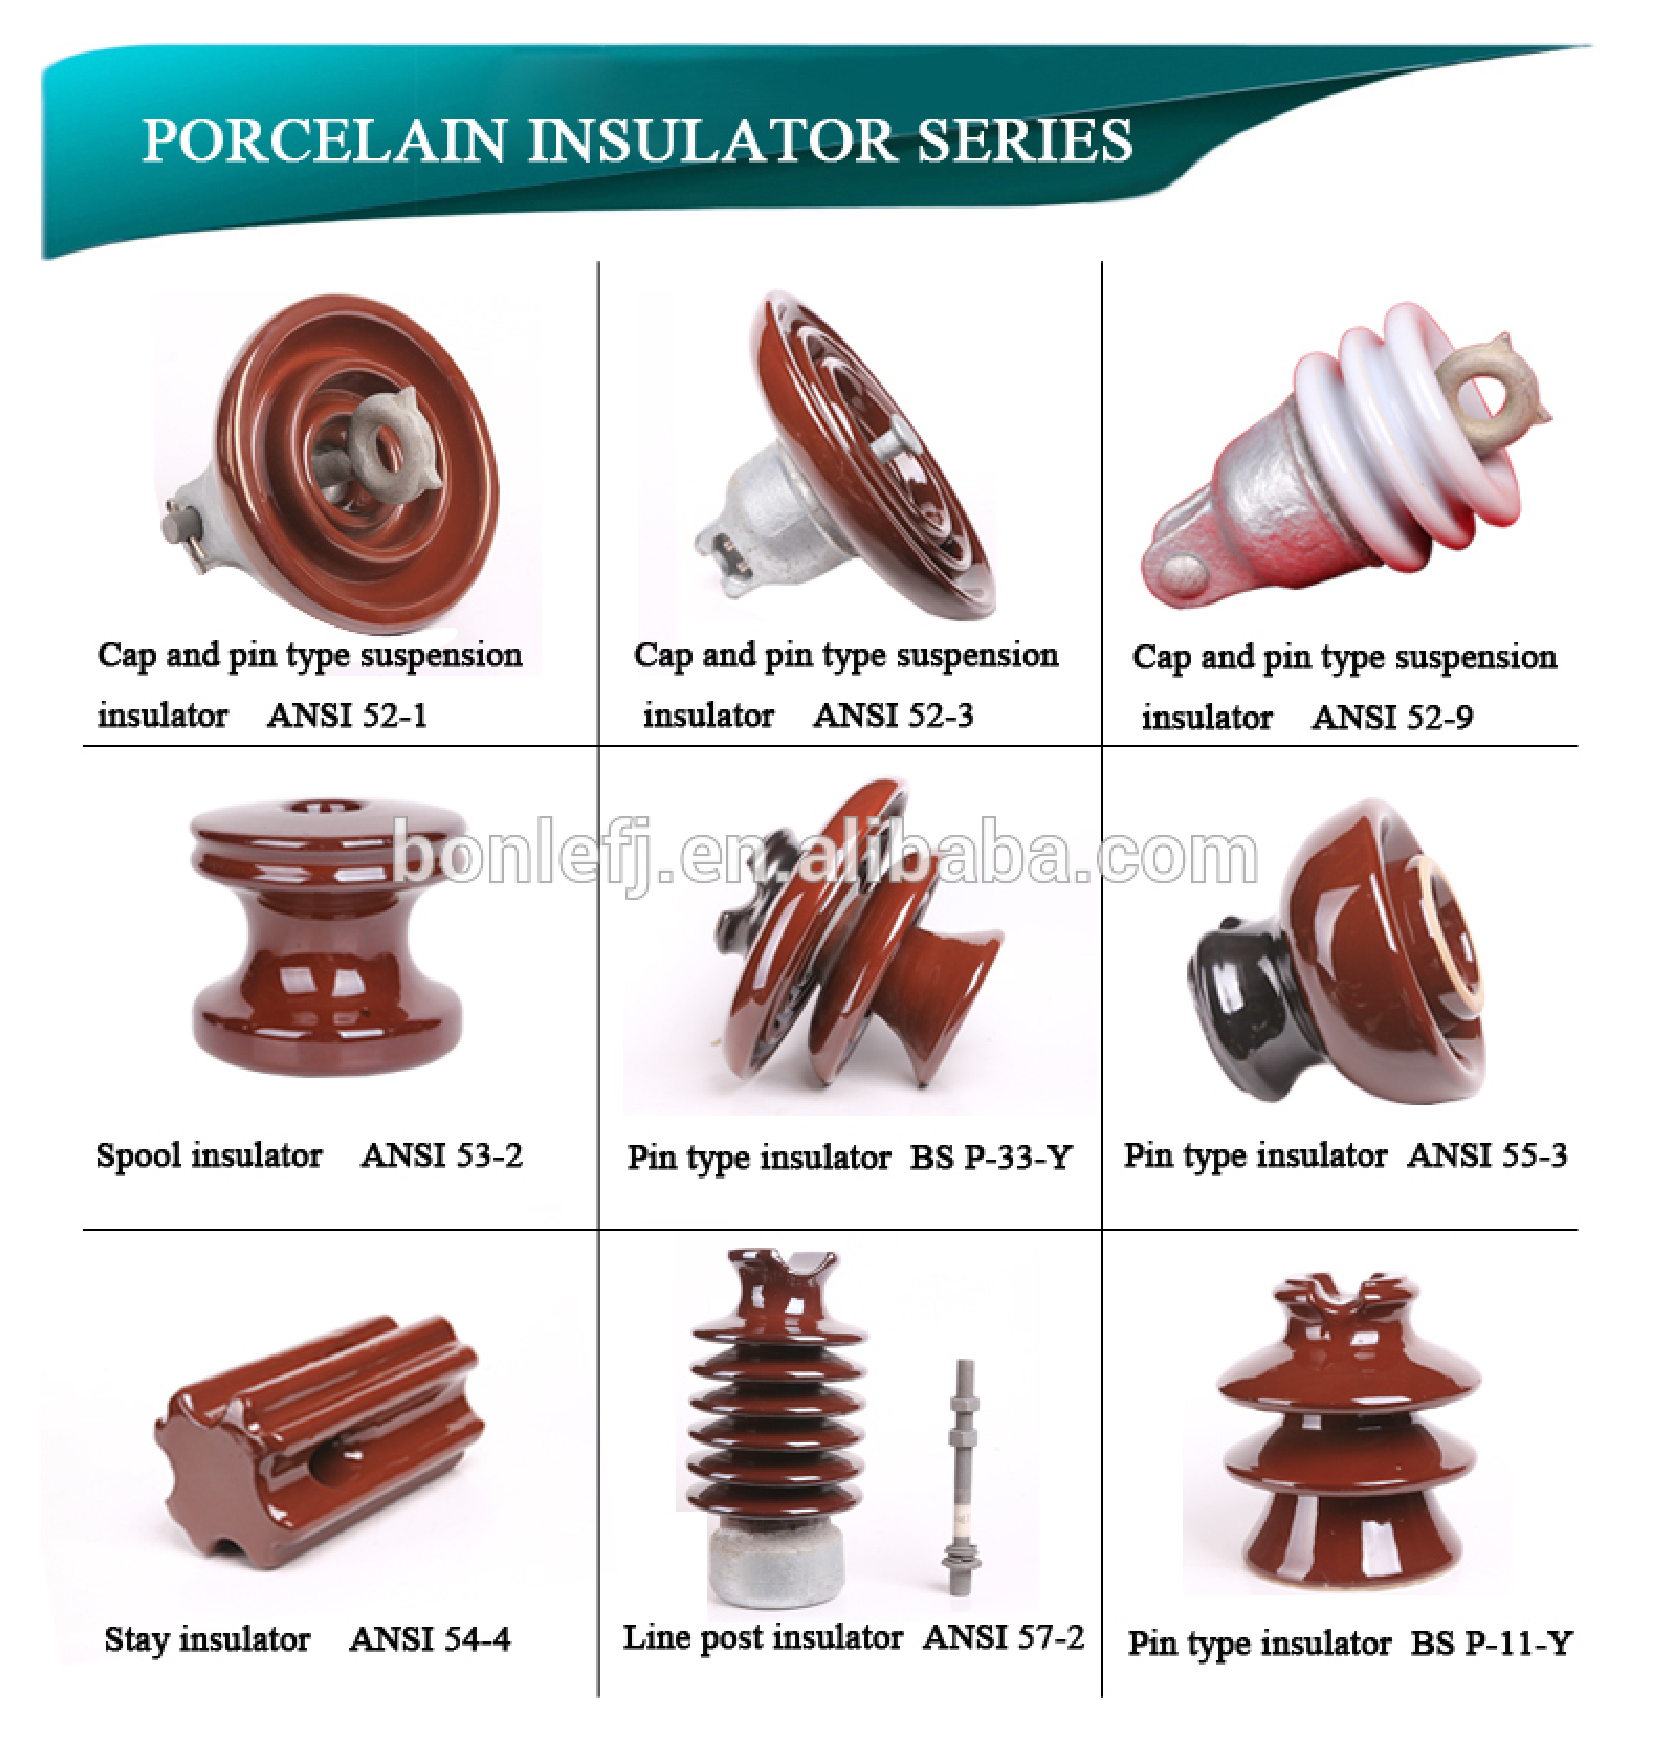 PORCELAIN INSULATOR SERIES
Cap and pin type suspension
insulator ANSI 52-1
Cap and pin type suspension
insulator ANSI 52-3
Cap and pin type suspension
insulator ANSI 52-9
bonlefj.en.alibaba.com
Spool insulator ANSI 53-2
Pin type insulator BS P-33-Y
Pin type insulator ANSI 55-3
Stay insulator ANSI 54-4
Line post insulator ANSI 57-2
Pin type insulator BS P-11-Y